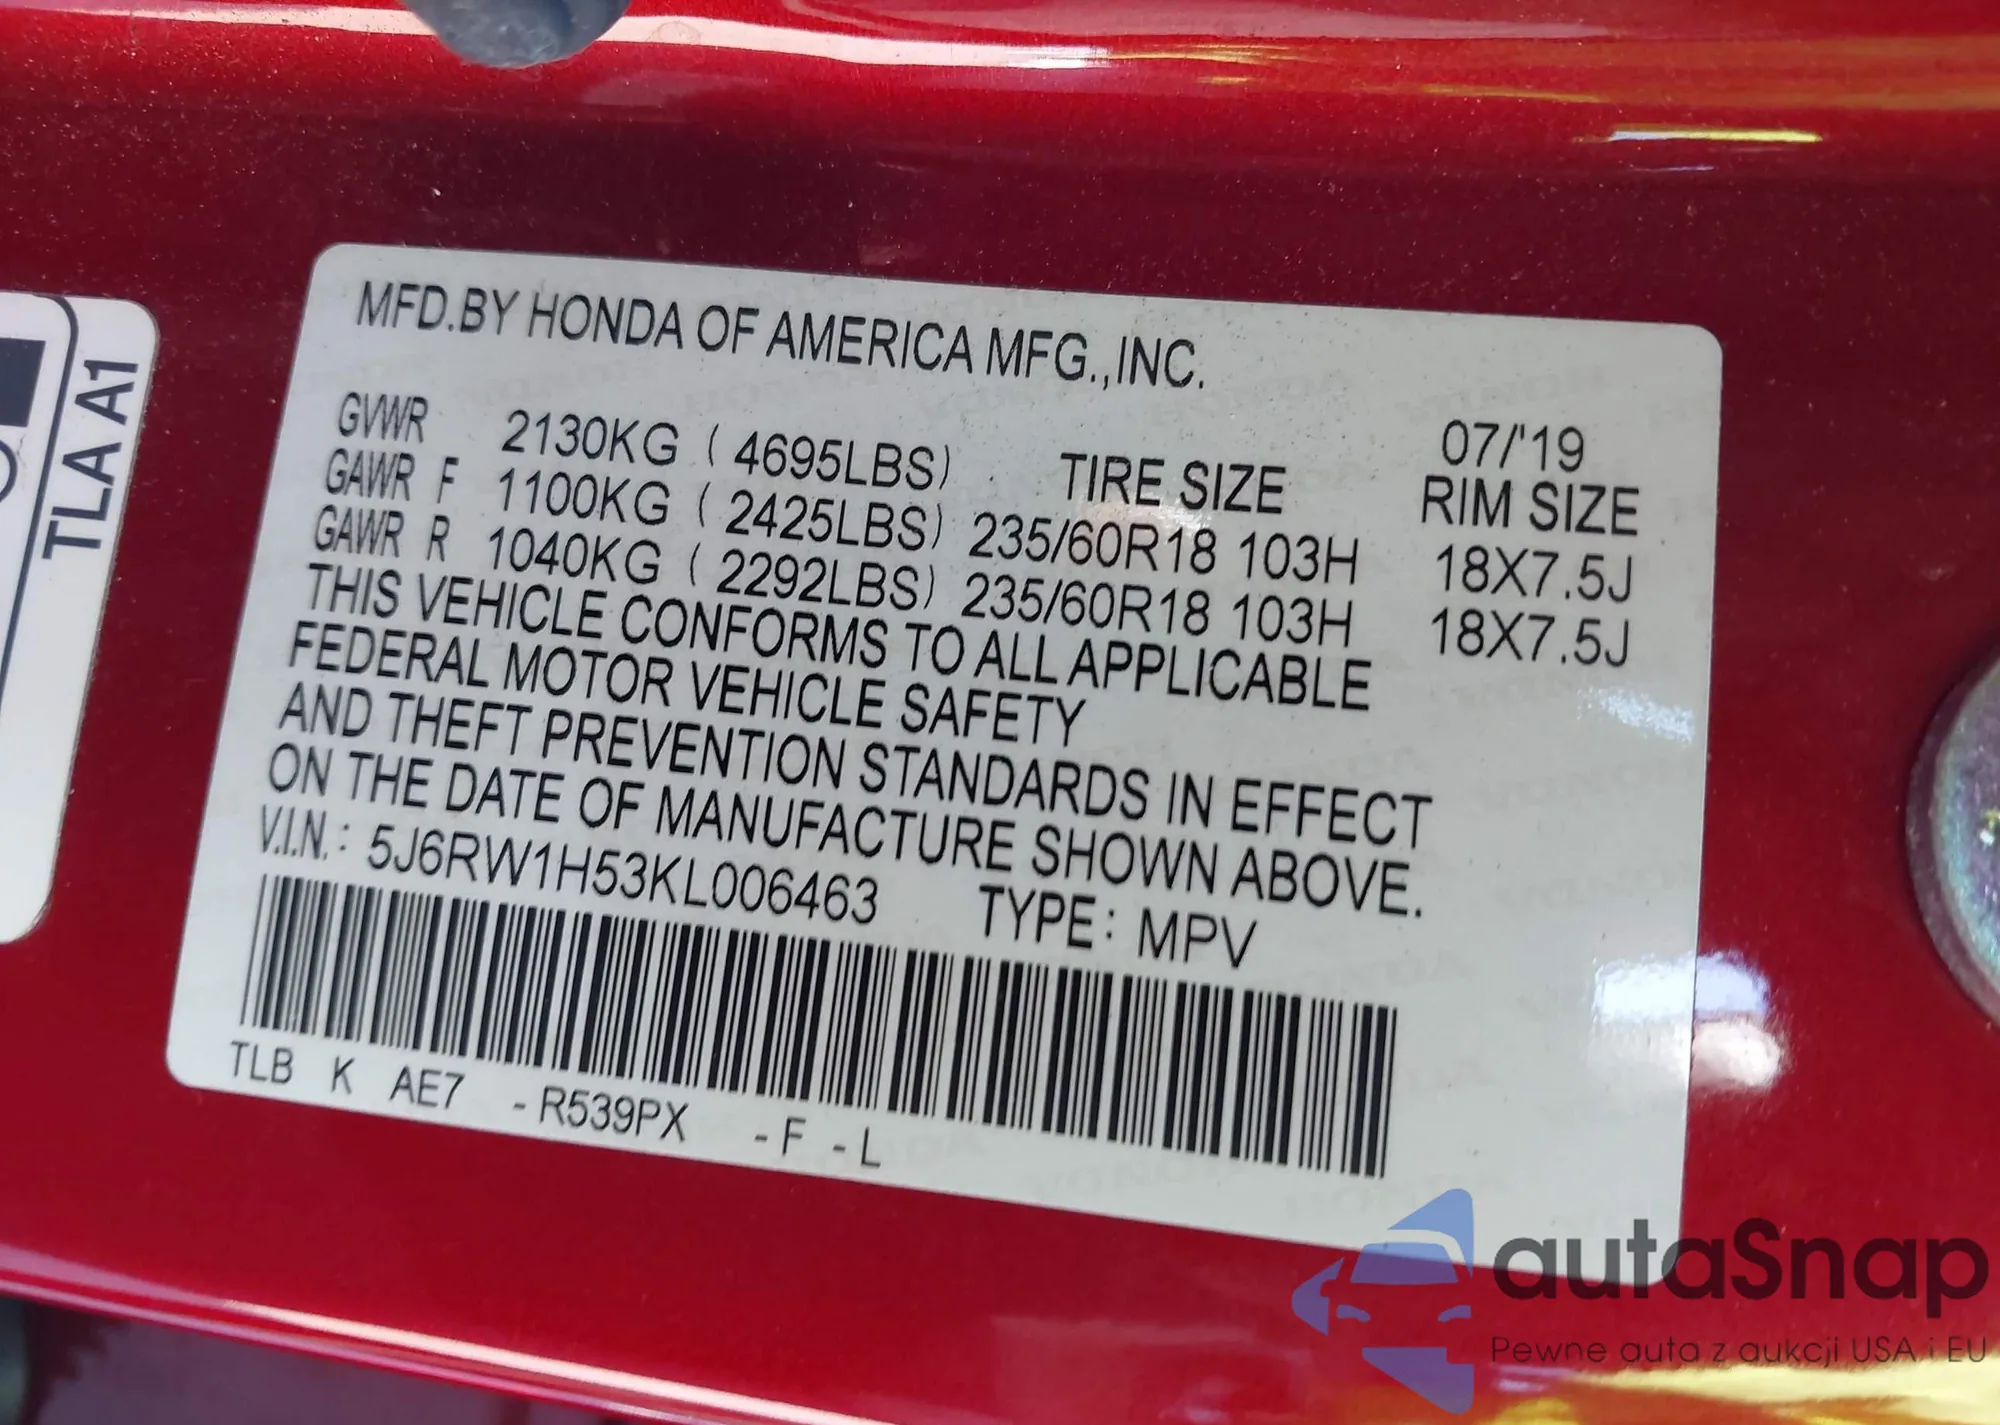 MFD.BY HONDA OF AMERICA MFG.,INC.
07/'19
GVWR 2130KG ( 4695LBS) TIRE SIZE RIM SIZE
GAWR F 1100KG ( 2425LBS) 235/60R18 103H 18X7.5J
GAWR R 1040KG ( 2292LBS) 235/60R18 103H 18X7.5J
THIS VEHICLE CONFORMS TO ALL APPLICABLE
FEDERAL MOTOR VEHICLE SAFETY
AND THEFT PREVENTION STANDARDS IN EFFECT
ON THE DATE OF MANUFACTURE SHOWN ABOVE.
V.I.N.: 5J6RW1H53KL006463 TYPE: MPV
TLB K AE7 -R539PX -F -L
TLA A1
autaSnap
Pewne auta z aukcji USA i EU